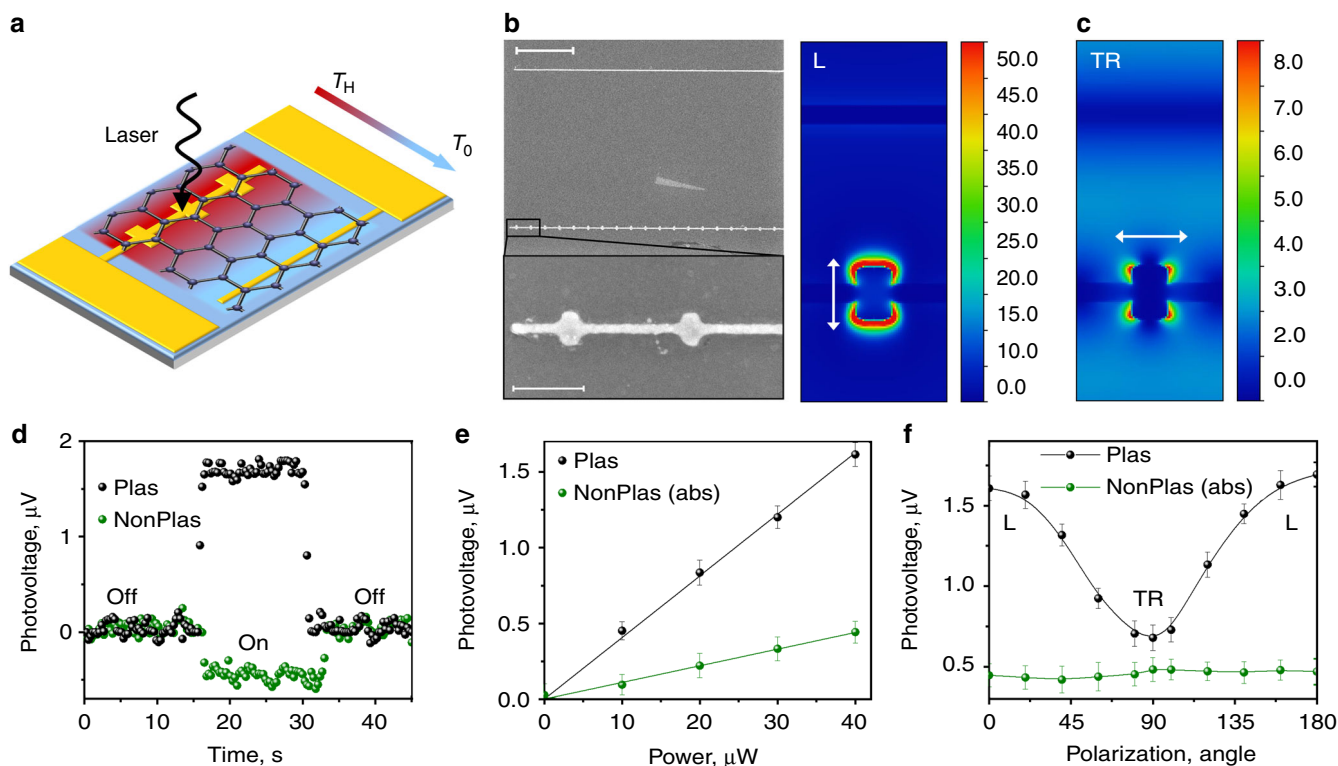 a
T_H
Laser
T_0
b
L
50.0
45.0
40.0
35.0
30.0
25.0
20.0
15.0
10.0
0.0
c
TR
8.0
7.0
6.0
5.0
4.0
3.0
2.0
1.0
0.0
d
Photovoltage, μV
2
1
0
Plas
NonPlas
Off
On
Off
0
10
20
30
40
Time, s
e
Photovoltage, μV
1.5
1.0
0.5
0.0
Plas
NonPlas (abs)
0
10
20
30
40
Power, μW
f
Photovoltage, μV
1.5
1.0
0.5
Plas
NonPlas (abs)
L
TR
L
0
45
90
135
180
Polarization, angle